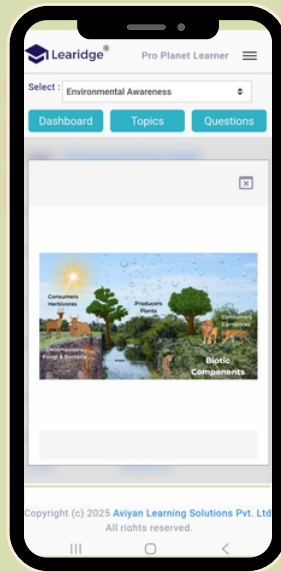 Learidge®
Pro Planet Learner
Select :
Environmental Awareness
Dashboard
Topics
Questions
Consumers
Herbivores
Producers
Plants
Consumers
Carnivores
Decomposers
Fungi & Bacteria
Biotic
Components
Copyright (c) 2025 Aviyan Learning Solutions Pvt. Ltd
All rights reserved.